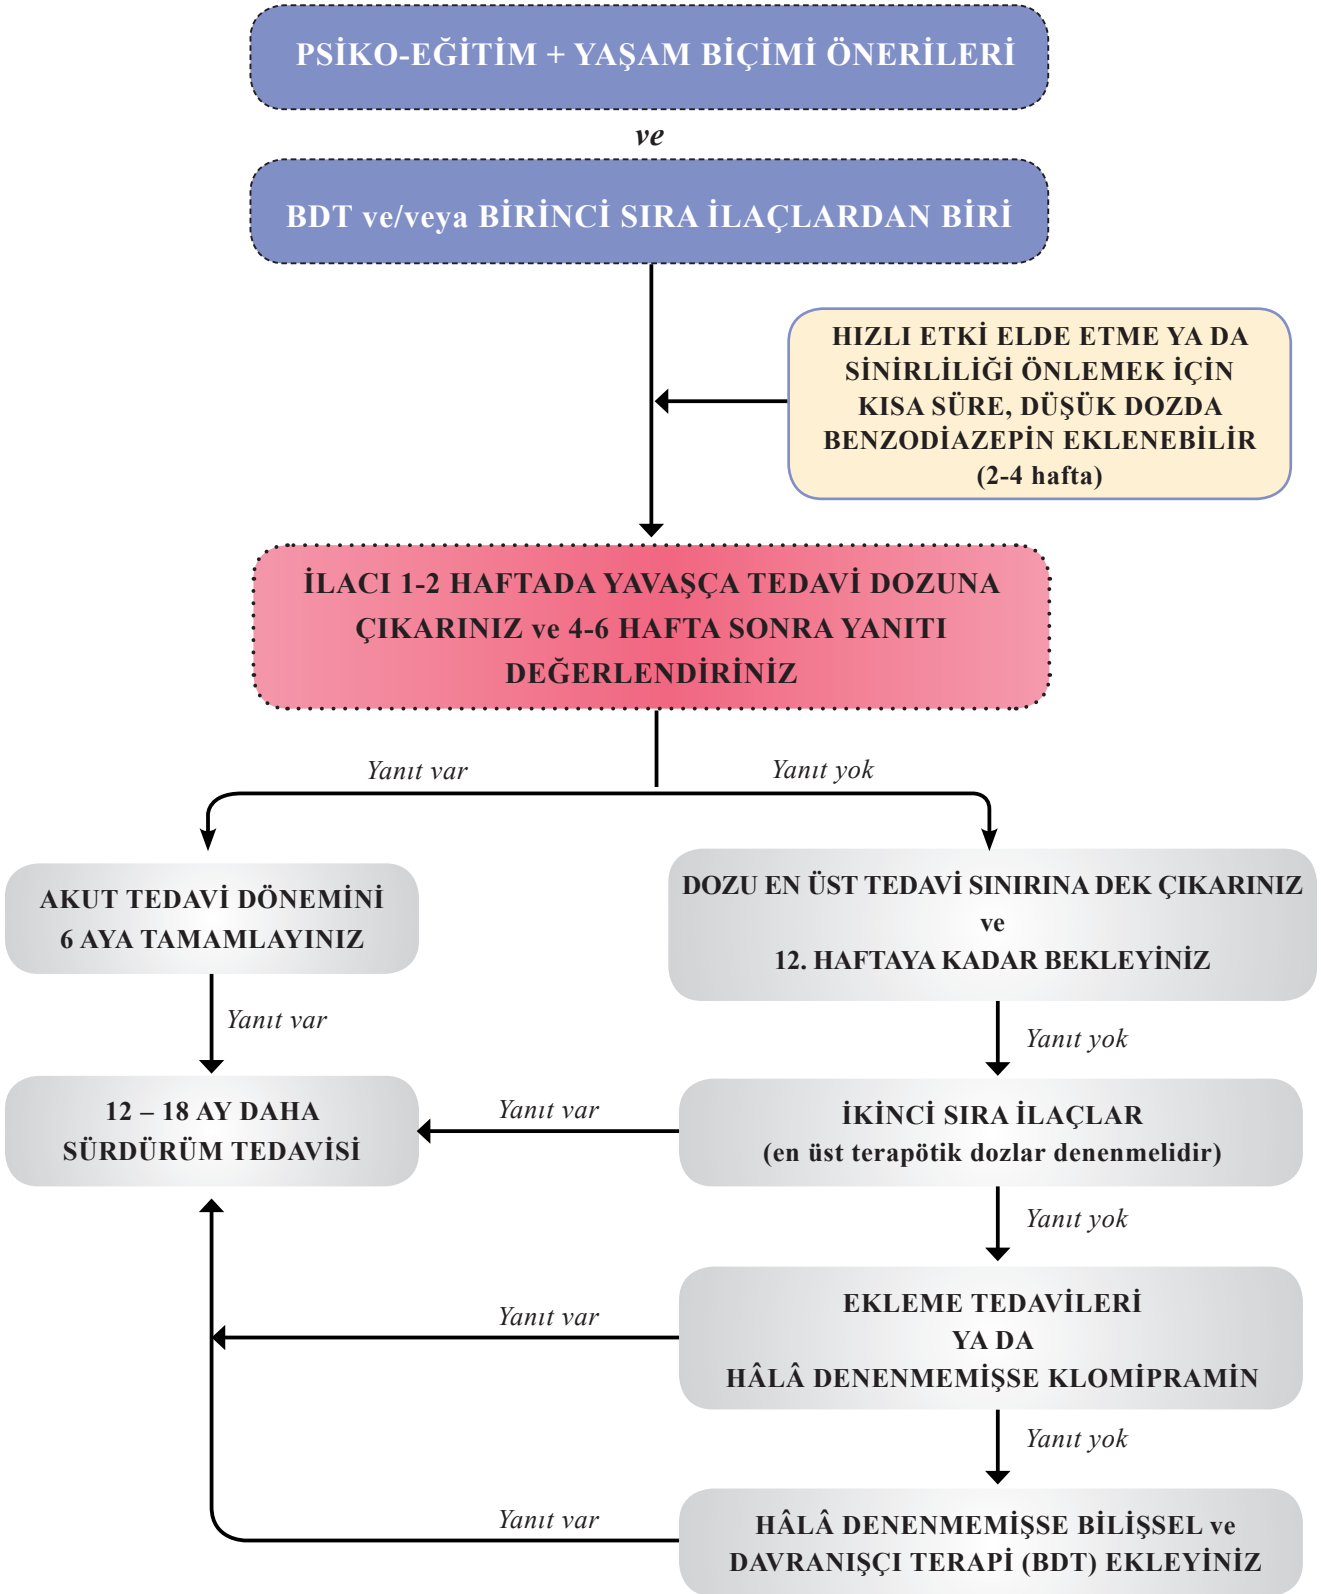 PSİKO-EĞİTİM + YAŞAM BİÇİMİ ÖNERİLERİ
ve
BDT ve/veya BİRİNCİ SIRA İLAÇLARDAN BİRİ
HIZLI ETKİ ELDE ETME YA DA
SİNİRLİLİĞİ ÖNLEMEK İÇİN
KISA SÜRE, DÜŞÜK DOZDA
BENZODİAZEPİN EKLENEBİLİR
(2-4 hafta)
İLACI 1-2 HAFTADA YAVAŞÇA TEDAVİ DOZUNA
ÇIKARINIZ ve 4-6 HAFTA SONRA YANITI
DEĞERLENDİRİNİZ
Yanıt var
Yanıt yok
AKUT TEDAVİ DÖNEMİNİ
6 AYA TAMAMLAYINIZ
DOZU EN ÜST TEDAVİ SINIRINA DEK ÇIKARINIZ
ve
12. HAFTAYA KADAR BEKLEYİNİZ
Yanıt var
Yanıt yok
12 – 18 AY DAHA
SÜRDÜRÜM TEDAVİSİ
Yanıt var
İKİNCİ SIRA İLAÇLAR
(en üst terapötik dozlar denenmelidir)
Yanıt yok
Yanıt var
EKLEME TEDAVİLERİ
YA DA
HÂLÂ DENENMEMİŞSE KLOMİPRAMİN
Yanıt yok
Yanıt var
HÂLÂ DENENMEMİŞSE BİLİŞSEL ve
DAVRANIŞÇI TERAPİ (BDT) EKLEYİNİZ